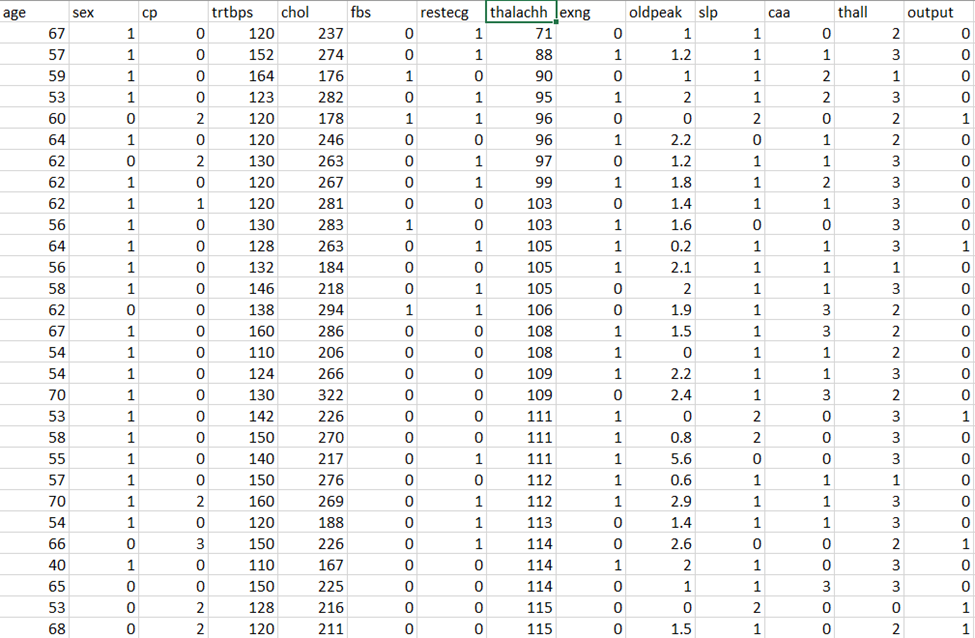 age sex cp trtbps chol fbs restecg thalachh exng oldpeak slp caa thall output
67 1 0 120 237 0 1 71 0 1 1 0 2 0
57 1 0 152 274 0 1 88 1 1.2 1 1 3 0
59 1 0 164 176 1 0 90 0 1 1 2 1 0
53 1 0 123 282 0 1 95 1 2 1 2 3 0
60 0 2 120 178 1 1 96 0 0 2 0 2 1
64 1 0 120 246 0 0 96 1 2.2 0 1 2 0
62 0 2 130 263 0 1 97 0 1.2 1 1 3 0
62 1 0 120 267 0 1 99 1 1.8 1 2 3 0
62 1 1 120 281 0 0 103 0 1.4 1 1 3 0
56 1 0 130 283 1 0 103 1 1.6 0 0 3 0
64 1 0 128 263 0 1 105 1 0.2 1 1 3 1
56 1 0 132 184 0 0 105 1 2.1 1 1 1 0
58 1 0 146 218 0 1 105 0 2 1 1 3 0
62 0 0 138 294 1 1 106 0 1.9 1 3 2 0
67 1 0 160 286 0 0 108 1 1.5 1 3 2 0
54 1 0 110 206 0 0 108 1 0 1 1 2 0
54 1 0 124 266 0 0 109 1 2.2 1 1 3 0
70 1 0 130 322 0 0 109 0 2.4 1 3 2 0
53 1 0 142 226 0 0 111 1 0 2 0 3 1
58 1 0 150 270 0 0 111 1 0.8 2 0 3 0
55 1 0 140 217 0 1 111 1 5.6 0 0 3 0
57 1 0 150 276 0 0 112 1 0.6 1 1 1 0
70 1 2 160 269 0 1 112 1 2.9 1 1 3 0
54 1 0 120 188 0 1 113 0 1.4 1 1 3 0
66 0 3 150 226 0 1 114 0 2.6 0 0 2 1
40 1 0 110 167 0 0 114 1 2 1 0 3 0
65 0 0 150 225 0 0 114 0 1 1 3 3 0
53 0 2 128 216 0 0 115 0 0 2 0 0 1
68 0 2 120 211 0 0 115 0 1.5 1 0 2 1